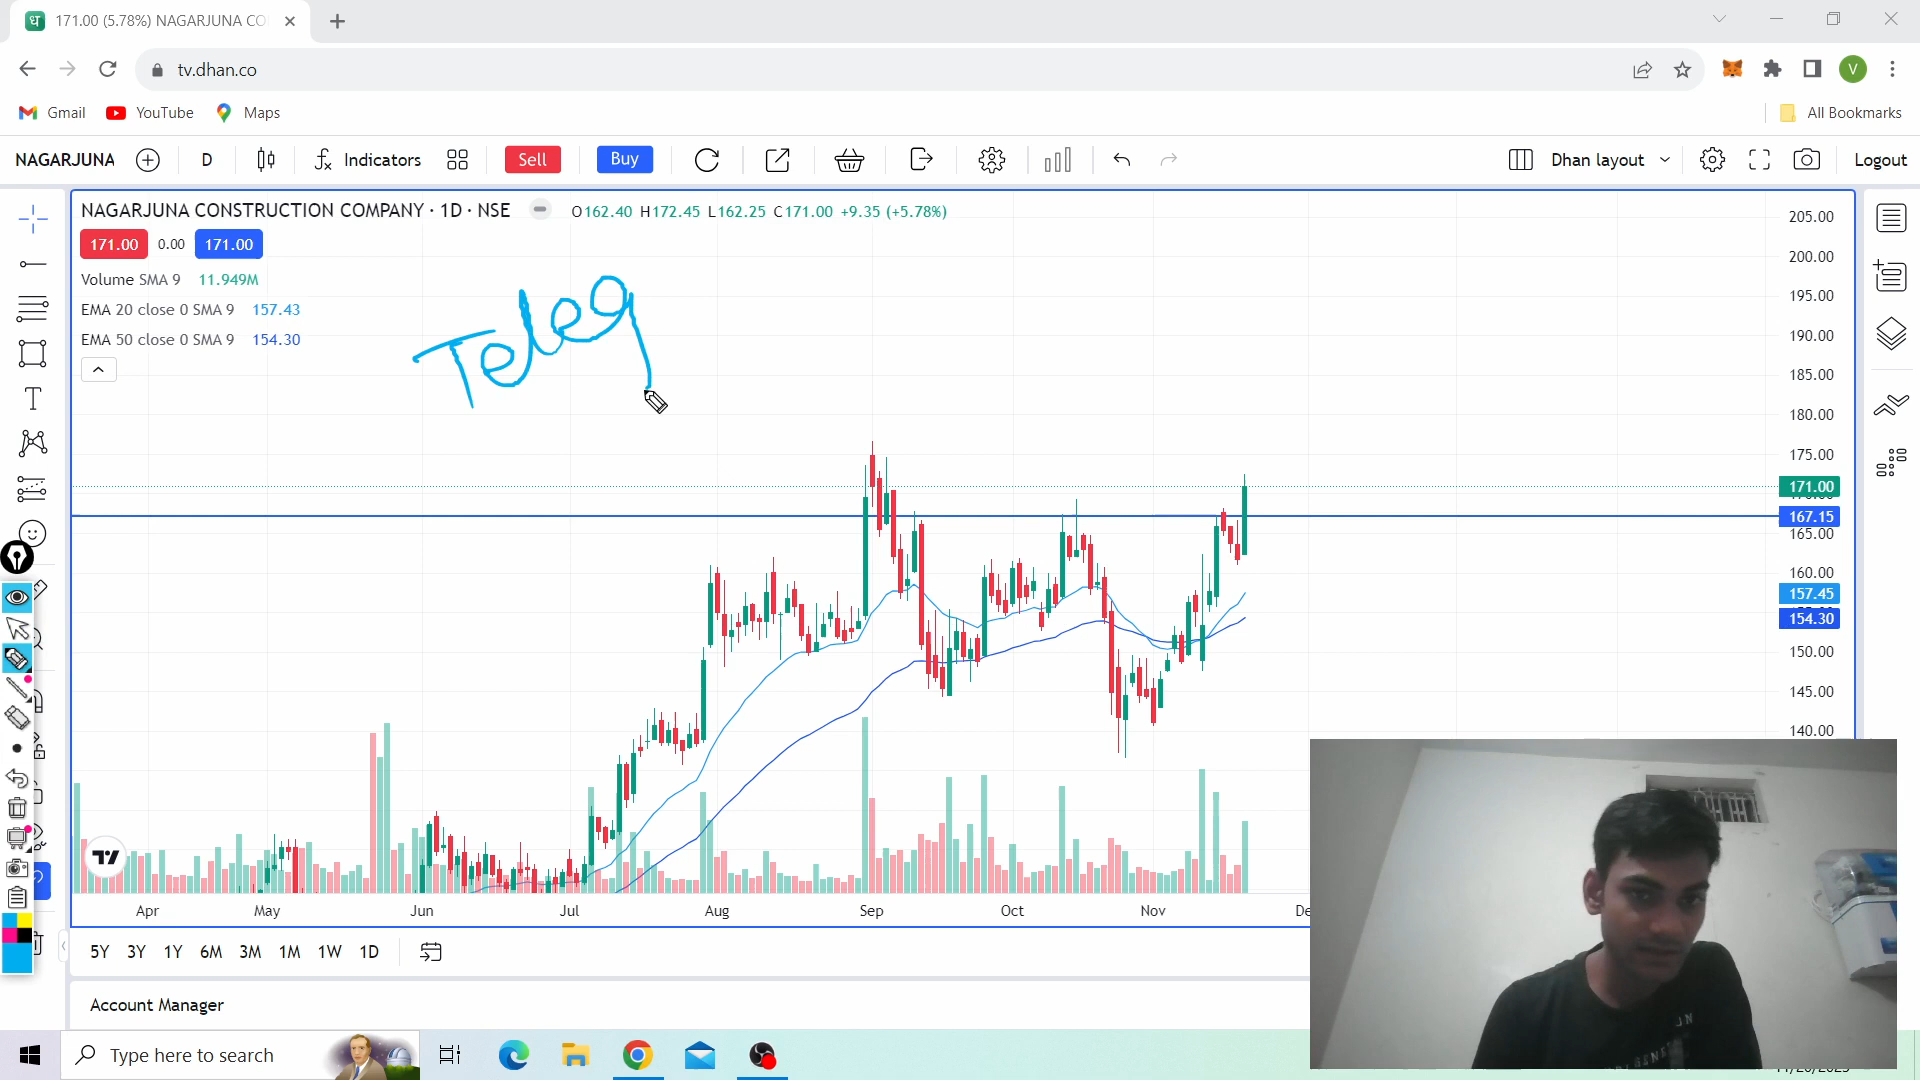 171.00 (5.78%) NAGARJUNA CO
tv.dhan.co
V
Gmail YouTube Maps All Bookmarks
NAGARJUNA D Indicators Sell Buy Dhan layout Logout
NAGARJUNA CONSTRUCTION COMPANY · 1D · NSE O162.40 H172.45 L162.25 C171.00 +9.35 (+5.78%)
171.00 0.00 171.00
Volume SMA 9 11.949M
EMA 20 close 0 SMA 9 157.43
EMA 50 close 0 SMA 9 154.30
Teleg
205.00
200.00
195.00
190.00
185.00
180.00
175.00
171.00
167.15
165.00
160.00
157.45
154.30
150.00
145.00
140.00
Apr May Jun Jul Aug Sep Oct Nov De
5Y 3Y 1Y 6M 3M 1M 1W 1D
Account Manager
Type here to search